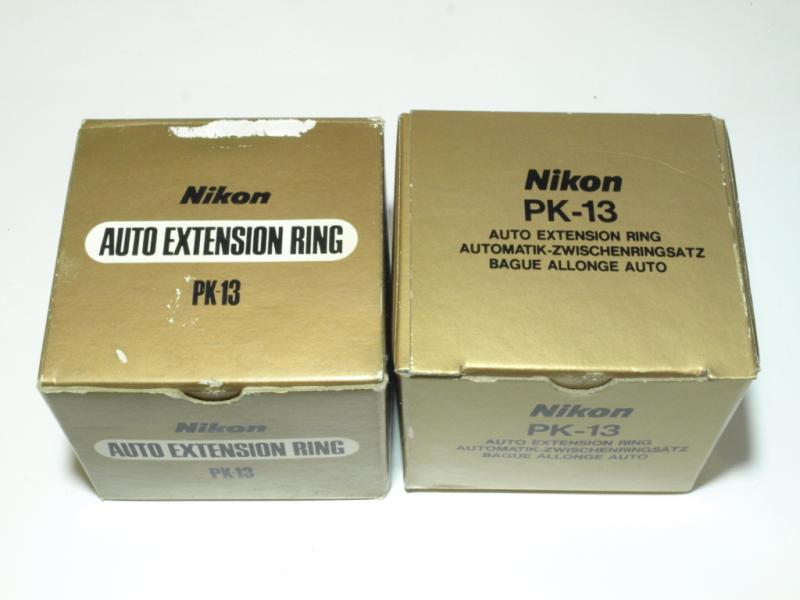 Nikon
AUTO EXTENSION RING
PK-13
Nikon
AUTO EXTENSION RING
PK-13
Nikon
PK-13
AUTO EXTENSION RING
AUTOMATIK-ZWISCHENRINGSATZ
BAGUE ALLONGE AUTO
Nikon
PK-13
AUTO EXTENSION RING
AUTOMATIK-ZWISCHENRINGSATZ
BAGUE ALLONGE AUTO